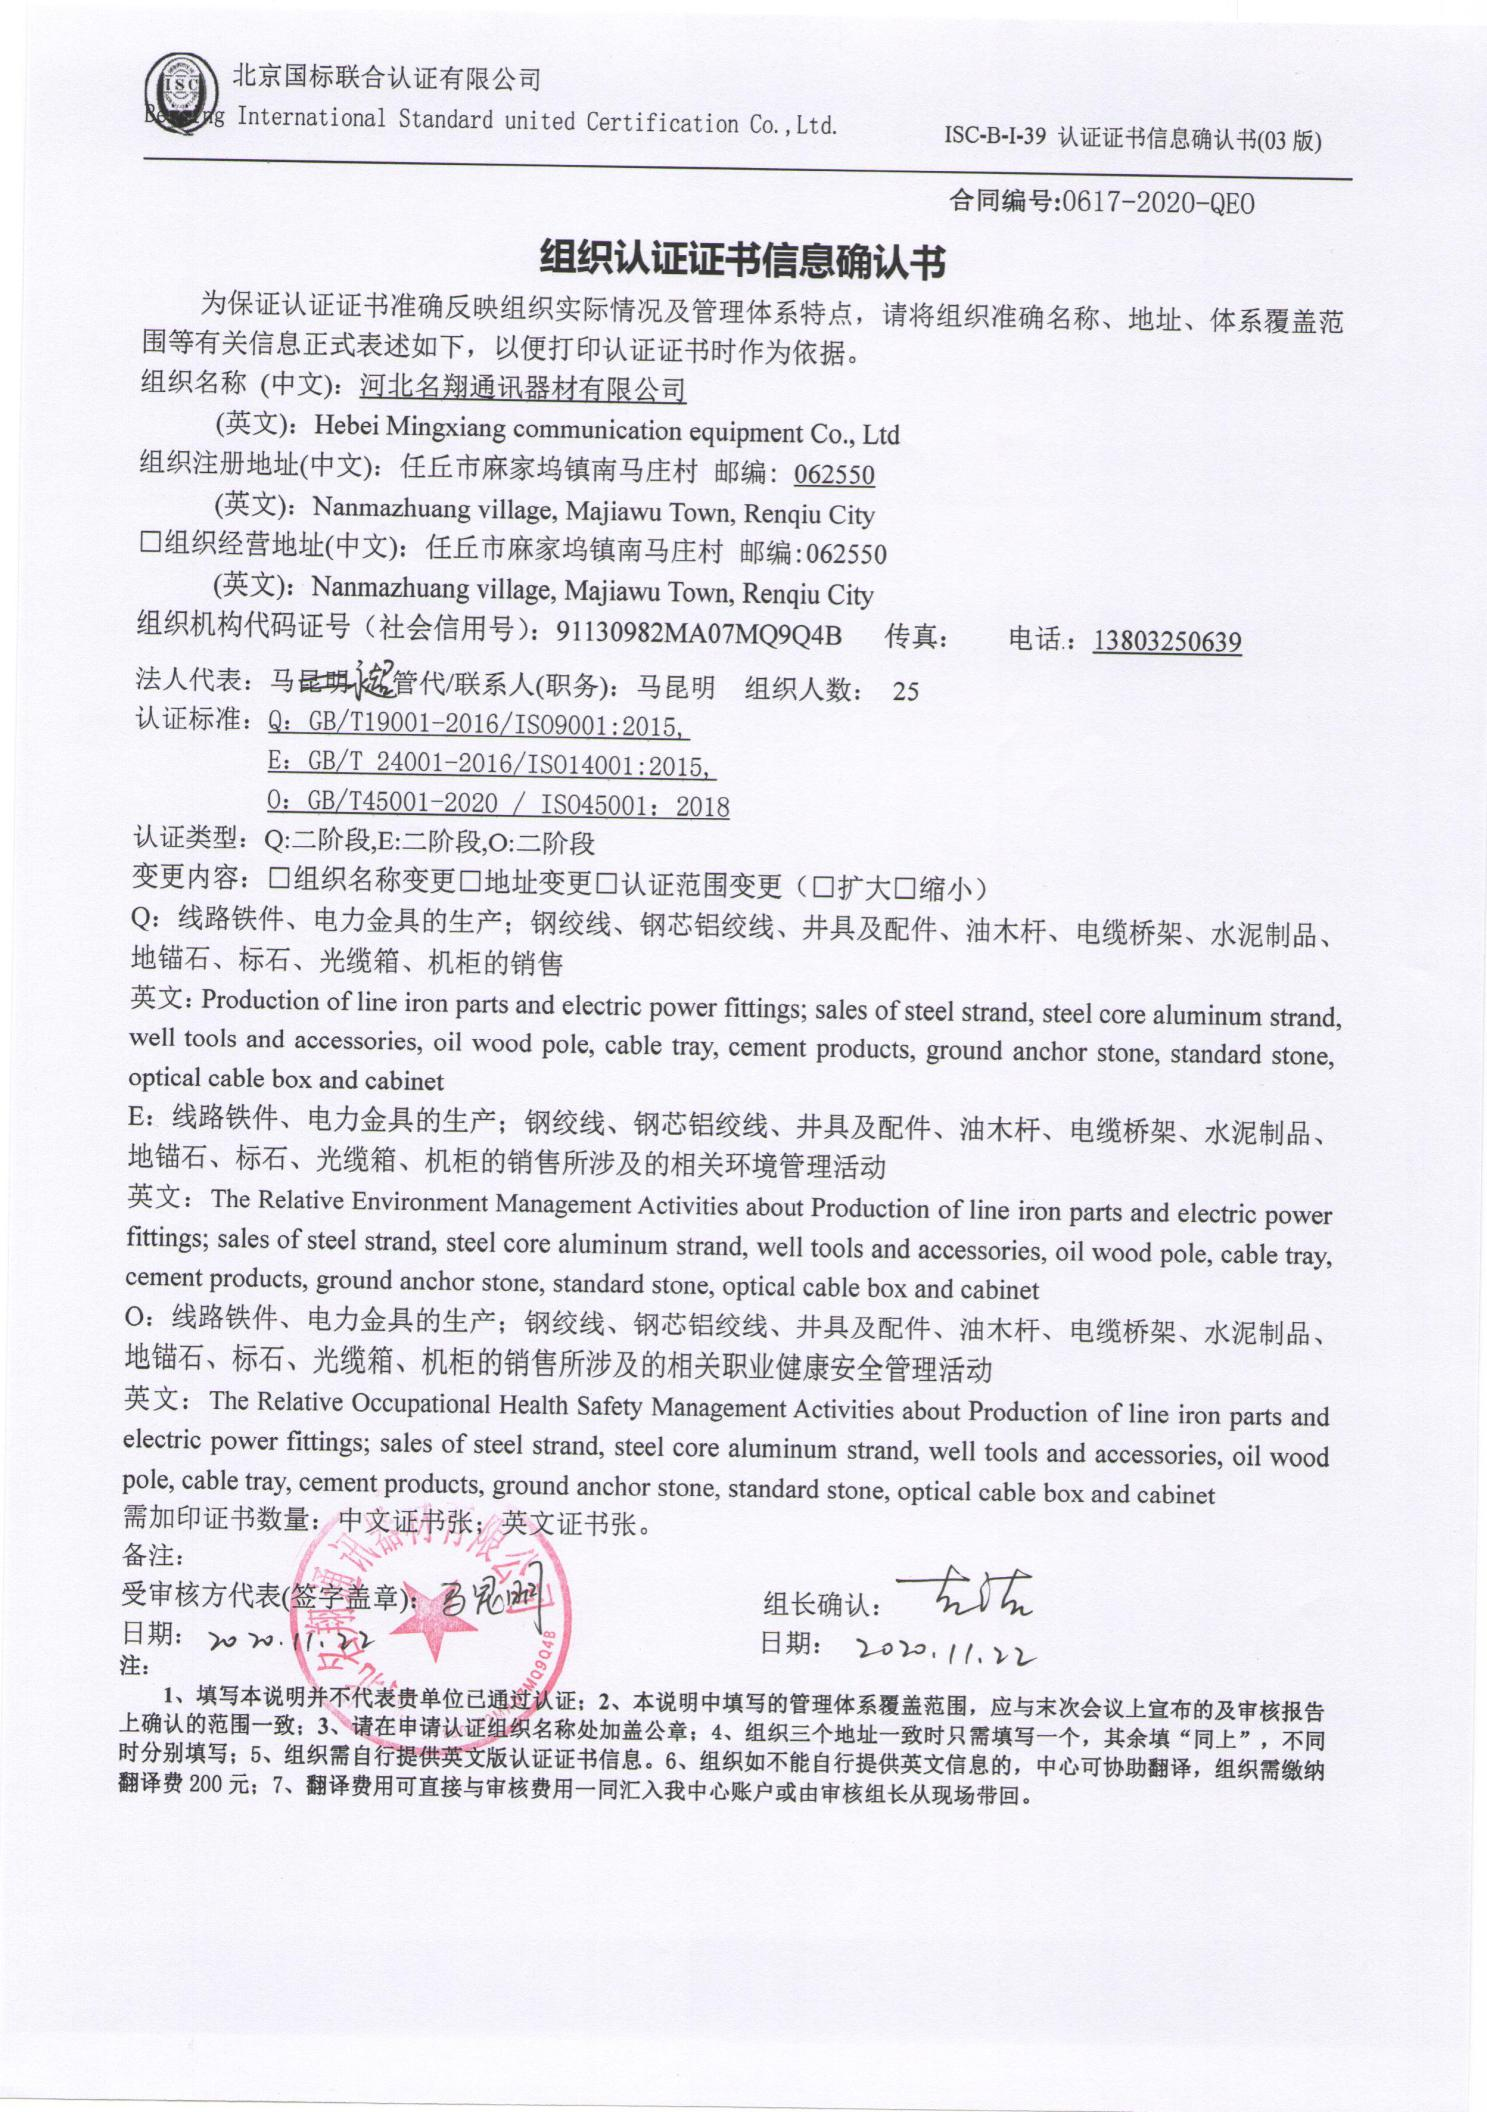 ISC
北京国标联合认证有限公司
International Standard united Certification Co.,Ltd.
ISC-B-I-39 认证证书信息确认书(03 版)
合同编号:0617-2020-QEO
组织认证证书信息确认书
为保证认证证书准确反映组织实际情况及管理体系特点，请将组织准确名称、地址、体系覆盖范
围等有关信息正式表述如下，以便打印认证证书时作为依据。
组织名称 (中文)：河北名翔通讯器材有限公司
(英文)：Hebei Mingxiang communication equipment Co., Ltd
组织注册地址(中文)：任丘市麻家坞镇南马庄村 邮编：062550
(英文)：Nanmazhuang village, Majiawu Town, Renqiu City
□组织经营地址(中文)：任丘市麻家坞镇南马庄村 邮编:062550
(英文)：Nanmazhuang village, Majiawu Town, Renqiu City
组织机构代码证号（社会信用号）：91130982MA07MQ9Q4B 传真： 电话.：13803250639
法人代表：马昆明 管代/联系人(职务)：马昆明 组织人数： 25
认证标准：Q：GB/T19001-2016/ISO9001:2015,
E：GB/T 24001-2016/ISO14001:2015,
O：GB/T45001-2020 / ISO45001：2018
认证类型：Q:二阶段,E:二阶段,O:二阶段
变更内容：□组织名称变更□地址变更□认证范围变更（□扩大□缩小）
Q：线路铁件、电力金具的生产；钢绞线、钢芯铝绞线、井具及配件、油木杆、电缆桥架、水泥制品、
地锚石、标石、光缆箱、机柜的销售
英文: Production of line iron parts and electric power fittings; sales of steel strand, steel core aluminum strand,
well tools and accessories, oil wood pole, cable tray, cement products, ground anchor stone, standard stone,
optical cable box and cabinet
E：线路铁件、电力金具的生产；钢绞线、钢芯铝绞线、井具及配件、油木杆、电缆桥架、水泥制品、
地锚石、标石、光缆箱、机柜的销售所涉及的相关环境管理活动
英文：The Relative Environment Management Activities about Production of line iron parts and electric power
fittings; sales of steel strand, steel core aluminum strand, well tools and accessories, oil wood pole, cable tray,
cement products, ground anchor stone, standard stone, optical cable box and cabinet
O：线路铁件、电力金具的生产；钢绞线、钢芯铝绞线、井具及配件、油木杆、电缆桥架、水泥制品、
地锚石、标石、光缆箱、机柜的销售所涉及的相关职业健康安全管理活动
英文：The Relative Occupational Health Safety Management Activities about Production of line iron parts and
electric power fittings; sales of steel strand, steel core aluminum strand, well tools and accessories, oil wood
pole, cable tray, cement products, ground anchor stone, standard stone, optical cable box and cabinet
需加印证书数量：中文证书张；英文证书张。
备注：
受审核方代表(签字盖章)：马昆明
组长确认：
日期：2020.11.22
日期：2020.11.22
名翔通讯器材有限公司
注：
1、填写本说明并不代表贵单位已通过认证；2、本说明中填写的管理体系覆盖范围，应与末次会议上宣布的及审核报告
上确认的范围一致；3、请在申请认证组织名称处加盖公章；4、组织三个地址一致时只需填写一个，其余填“同上”，不同
时分别填写；5、组织需自行提供英文版认证证书信息。6、组织如不能自行提供英文信息的，中心可协助翻译，组织需缴纳
翻译费 200 元；7、翻译费用可直接与审核费用一同汇入我中心账户或由审核组长从现场带回。